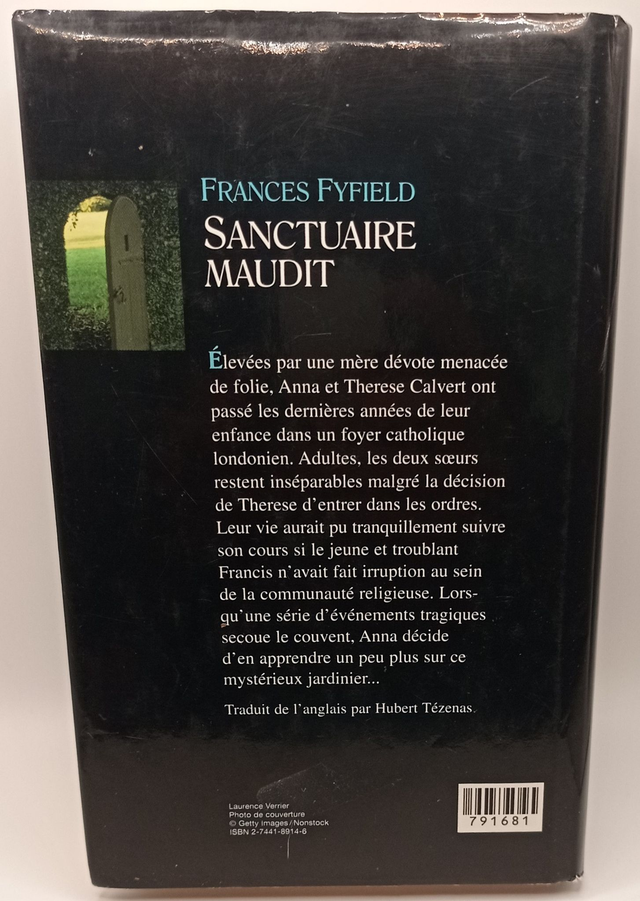 FRANCES FYFIELD
SANCTUAIRE
MAUDIT
Élevées par une mère dévote menacée
de folie, Anna et Therese Calvert ont
passé les dernières années de leur
enfance dans un foyer catholique
londonien. Adultes, les deux sœurs
restent inséparables malgré la décision
de Therese d'entrer dans les ordres.
Leur vie aurait pu tranquillement suivre
son cours si le jeune et troublant
Francis n'avait fait irruption au sein
de la communauté religieuse. Lors-
qu'une série d'événements tragiques
secoue le couvent, Anna décide
d'en apprendre un peu plus sur ce
mystérieux jardinier...
Traduit de l'anglais par Hubert Tézenas.
Laurence Verrier
Photo de couverture
© Getty Images / Nonstock
ISBN 2-7441-8914-6
791681